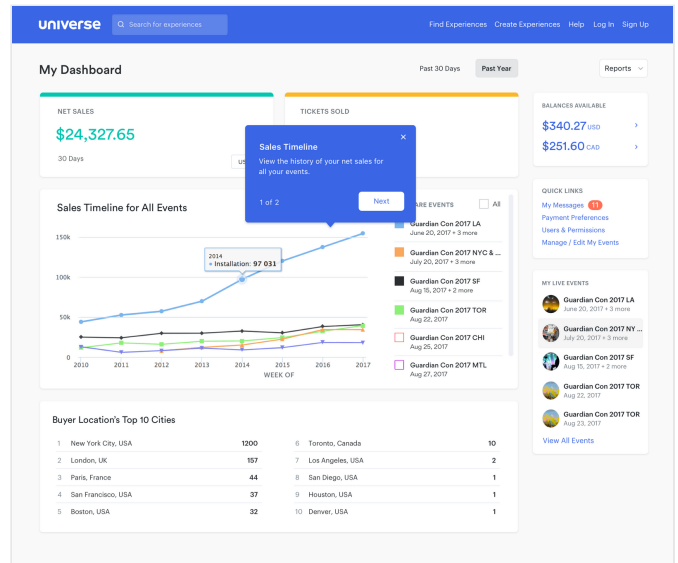 universe
Search for experiences
Find Experiences Create Experiences Help Log In Sign Up
My Dashboard
Past 30 Days
Past Year
Reports
NET SALES
$24,327.65
30 Days
US
TICKETS SOLD
Sales Timeline
View the history of your net sales for
all your events.
1 of 2
Next
BALANCES AVAILABLE
$340.27 USD
$251.60 CAD
QUICK LINKS
My Messages 11
Payment Preferences
Users & Permissions
Manage / Edit My Events
Sales Timeline for All Events
150k
100k
50k
0
2014
Installation: 97 031
2010 2011 2012 2013 2014 2015 2016 2017
WEEK OF
ARE EVENTS
All
Guardian Con 2017 LA
June 20, 2017 + 3 more
Guardian Con 2017 NYC & ...
July 20, 2017 + 3 more
Guardian Con 2017 SF
Aug 15, 2017 + 2 more
Guardian Con 2017 TOR
Aug 22, 2017
Guardian Con 2017 CHI
Aug 25, 2017
Guardian Con 2017 MTL
Aug 27, 2017
MY LIVE EVENTS
Guardian Con 2017 LA
June 20, 2017 + 3 more
Guardian Con 2017 NY ...
July 20, 2017 + 3 more
Guardian Con 2017 SF
Aug 15, 2017 + 2 more
Guardian Con 2017 TOR
Aug 22, 2017
Guardian Con 2017 TOR
Aug 23, 2017
View All Events
Buyer Location's Top 10 Cities
1 New York City, USA 1200
2 London, UK 157
3 Paris, France 44
4 San Francisco, USA 37
5 Boston, USA 32
6 Toronto, Canada 10
7 Los Angeles, USA 2
8 San Diego, USA 1
9 Houston, USA 1
10 Denver, USA 1